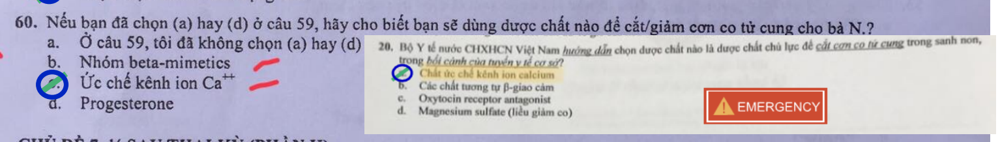 60. Nếu bạn đã chọn (a) hay (d) ở câu 59, hãy cho biết bạn sẽ dùng dược chất nào để cắt/giảm cơn co tử cung cho bà N.?
a. Ở câu 59, tôi đã không chọn (a) hay (d)
b. Nhóm beta-mimetics
c. Ức chế kênh ion Ca++
d. Progesterone
20. Bộ Y tế nước CHXHCN Việt Nam hướng dẫn chọn dược chất nào là dược chất chủ lực để cắt cơn co tử cung trong sanh non,
trong bối cảnh của tuyến y tế cơ sở?
Chất ức chế kênh ion calcium
b. Các chất tương tự β-giao cảm
c. Oxytocin receptor antagonist
d. Magnesium sulfate (liều giảm co)
EMERGENCY